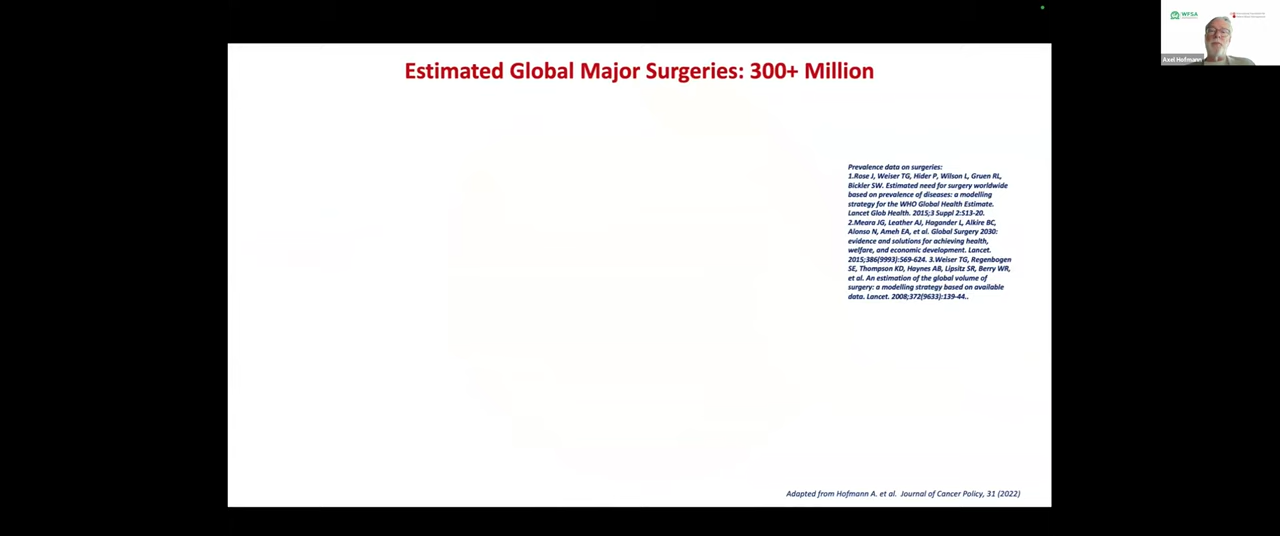 WFSA
Axel Hofmann
Estimated Global Major Surgeries: 300+ Million
Prevalence data on surgeries:
1.Rose J, Weiser TG, Hider P, Wilson L, Gruen RL,
Bickler SW. Estimated need for surgery worldwide
based on prevalence of diseases: a modelling
strategy for the WHO Global Health Estimate.
Lancet Glob Health. 2015;3 Suppl 2:S13-20.
2.Meara JG, Leather AJ, Hagander L, Alkire BC,
Alonso N, Ameh EA, et al. Global Surgery 2030:
evidence and solutions for achieving health,
welfare, and economic development. Lancet.
2015;386(9993):569-624. 3.Weiser TG, Regenbogen
SE, Thompson KD, Haynes AB, Lipsitz SR, Berry WR,
et al. An estimation of the global volume of
surgery: a modelling strategy based on available
data. Lancet. 2008;372(9633):139-44..
Adapted from Hofmann A. et al. Journal of Cancer Policy, 31 (2022)